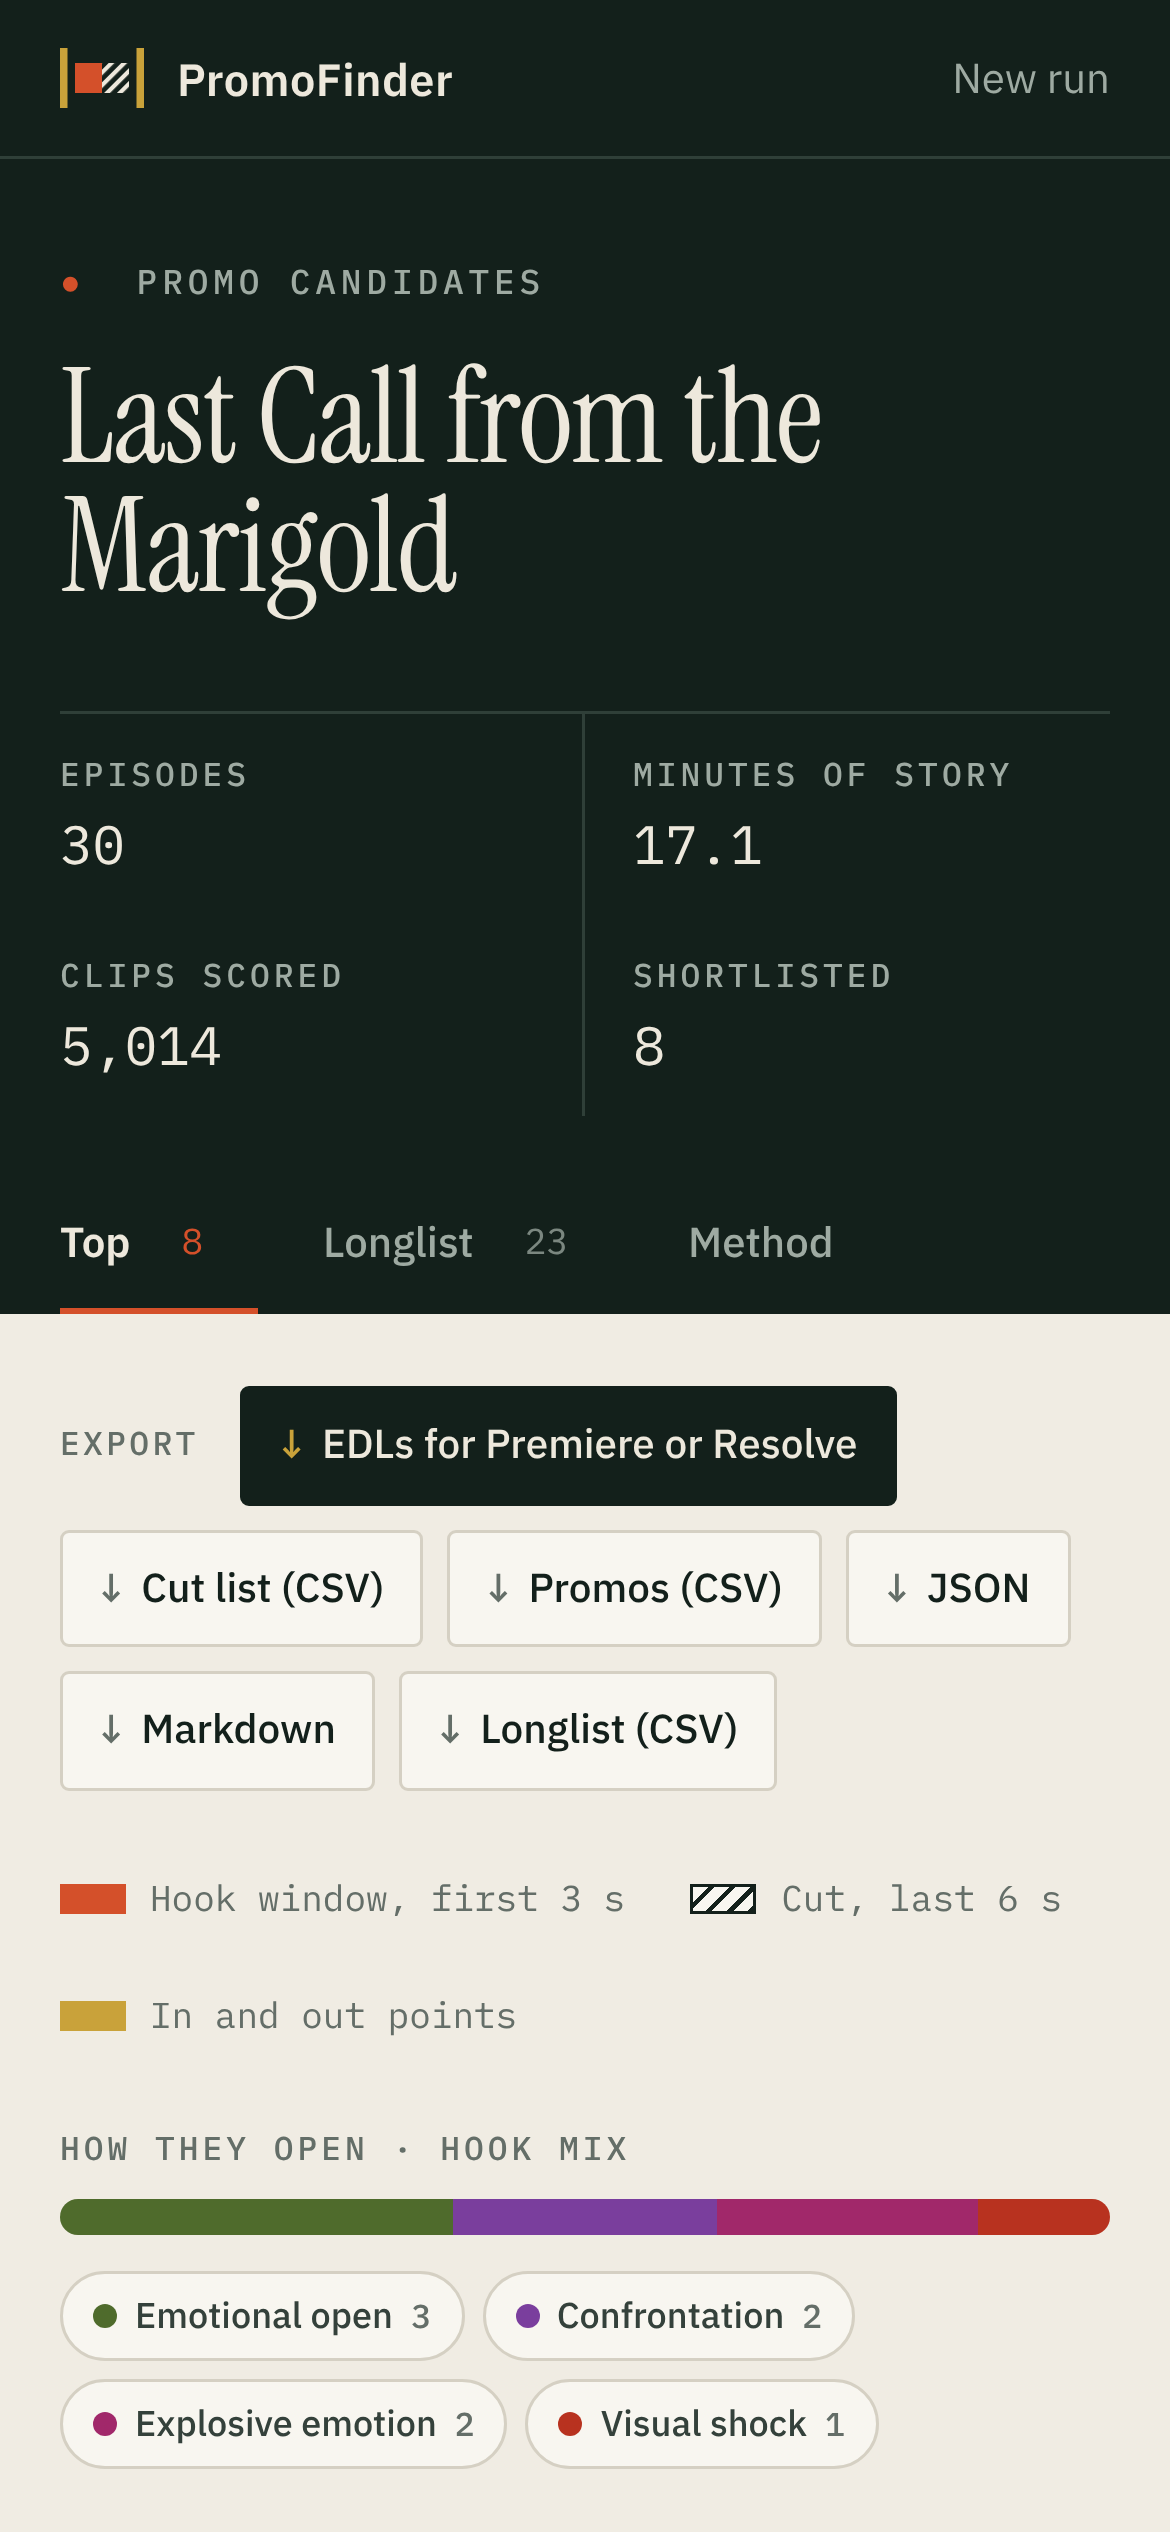 PromoFinder
New run
PROMO CANDIDATES
Last Call from the
Marigold
EPISODES
30
MINUTES OF STORY
17.1
CLIPS SCORED
5,014
SHORTLISTED
8
Top 8
Longlist 23
Method
EXPORT
↓ EDLs for Premiere or Resolve
↓ Cut list (CSV)
↓ Promos (CSV)
↓ JSON
↓ Markdown
↓ Longlist (CSV)
Hook window, first 3 s
Cut, last 6 s
In and out points
HOW THEY OPEN · HOOK MIX
Emotional open 3
Confrontation 2
Explosive emotion 2
Visual shock 1